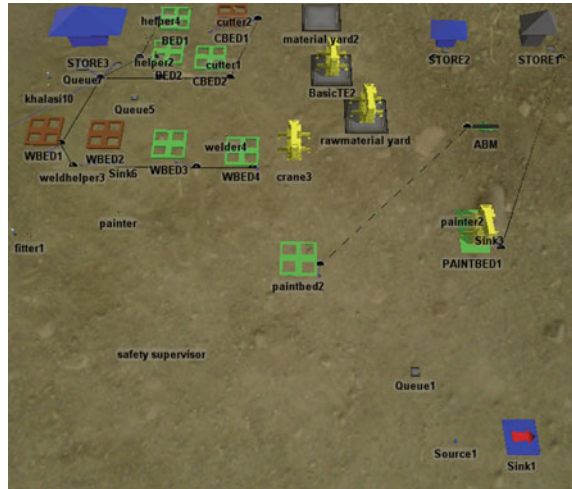 helper4
cutter2
BED1
CBED1
material yard2
STORE3
helper2
BED2
cutter1
CBED2
STORE2
STORE1
Queue7
khalasi10
Queue5
BasicTE2
rawmaterial yard
ABM
WBED1
WBED2
welder4
weldhelper3
Sink6
WBED3
WBED4
crane3
painter
painter2
Sink3
fitter1
PAINTBED1
paintbed2
safety supervisor
Queue1
Source1
Sink1